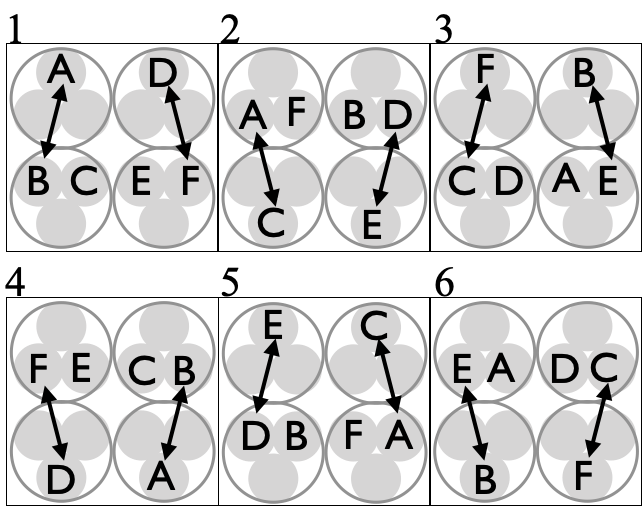 1 2 3
A D F B
A F B D
B C E F C D A E
C E
4 5 6
E C
F E C B E A D C
D B F A
D A B F